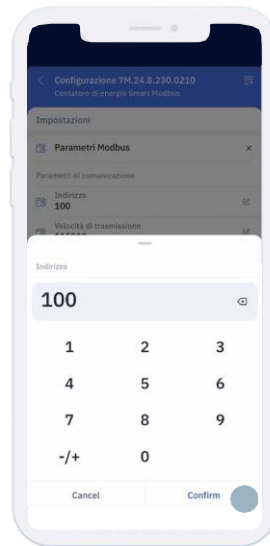 Configurazione 7M.24.8.230.0210
Contatore di energia Smart Modbus
Impostazioni
Parametri Modbus
Parametri di comunicazione
Indirizzo
100
Velocità di trasmissione
115200
Indirizzo
100
1 2 3
4 5 6
7 8 9
-/+ 0
Cancel Confirm